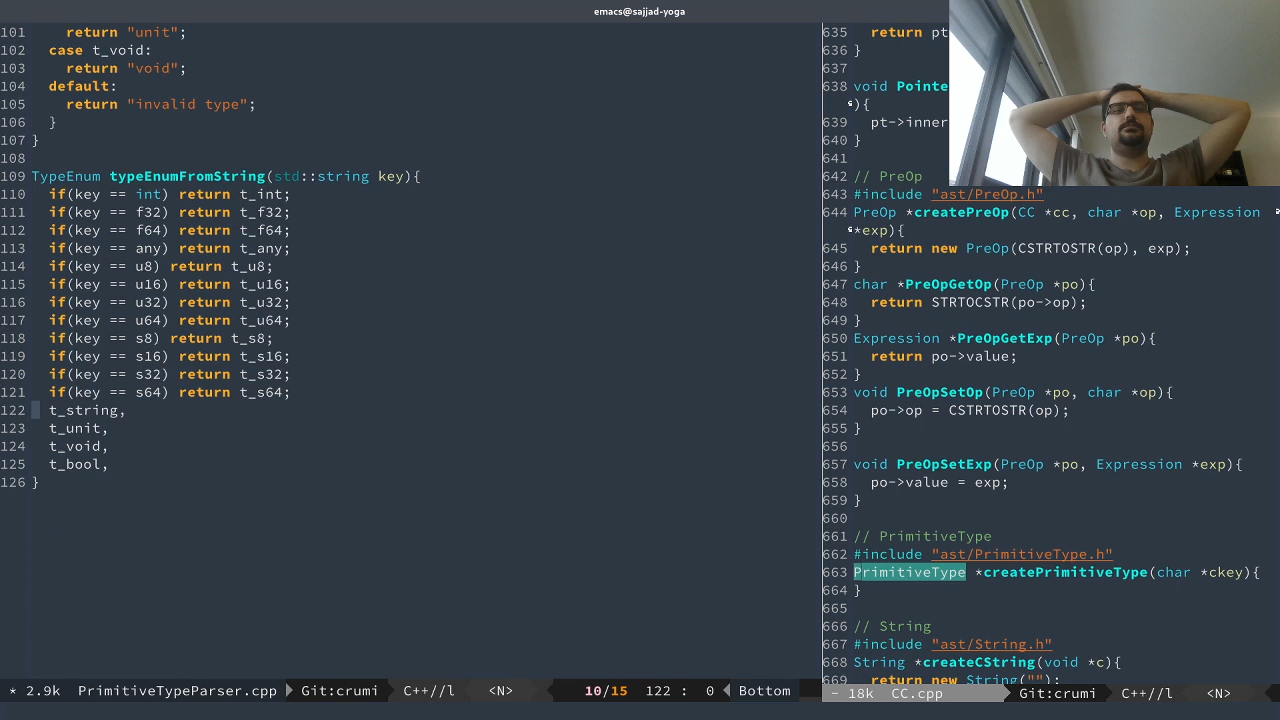 emacs@sajjad-yoga
101     return "unit";
102   case t_void:
103     return "void";
104   default:
105     return "invalid type";
106   }
107 }
108
109 TypeEnum typeEnumFromString(std::string key){
110   if(key == int) return t_int;
111   if(key == f32) return t_f32;
112   if(key == f64) return t_f64;
113   if(key == any) return t_any;
114   if(key == u8) return t_u8;
115   if(key == u16) return t_u16;
116   if(key == u32) return t_u32;
117   if(key == u64) return t_u64;
118   if(key == s8) return t_s8;
119   if(key == s16) return t_s16;
120   if(key == s32) return t_s32;
121   if(key == s64) return t_s64;
122   t_string,
123   t_unit,
124   t_void,
125   t_bool,
126 }
* 2.9k PrimitiveTypeParser.cpp Git:crumi C++//l <N> 10/15 122 : 0 Bottom
635   return pt
636 }
637
638 void Pointe
){
639   pt->inner
640 }
641
642 // PreOp
643 #include "ast/PreOp.h"
644 PreOp *createPreOp(CC *cc, char *op, Expression
*exp){
645   return new PreOp(CSTRTOSTR(op), exp);
646 }
647 char *PreOpGetOp(PreOp *po){
648   return STRTOCSTR(po->op);
649 }
650 Expression *PreOpGetExp(PreOp *po){
651   return po->value;
652 }
653 void PreOpSetOp(PreOp *po, char *op){
654   po->op = CSTRTOSTR(op);
655 }
656
657 void PreOpSetExp(PreOp *po, Expression *exp){
658   po->value = exp;
659 }
660
661 // PrimitiveType
662 #include "ast/PrimitiveType.h"
663 PrimitiveType *createPrimitiveType(char *ckey){
664 }
665
666 // String
667 #include "ast/String.h"
668 String *createCString(void *c){
669   return new String("");
- 18k CC.cpp Git:crumi C++//l <N>